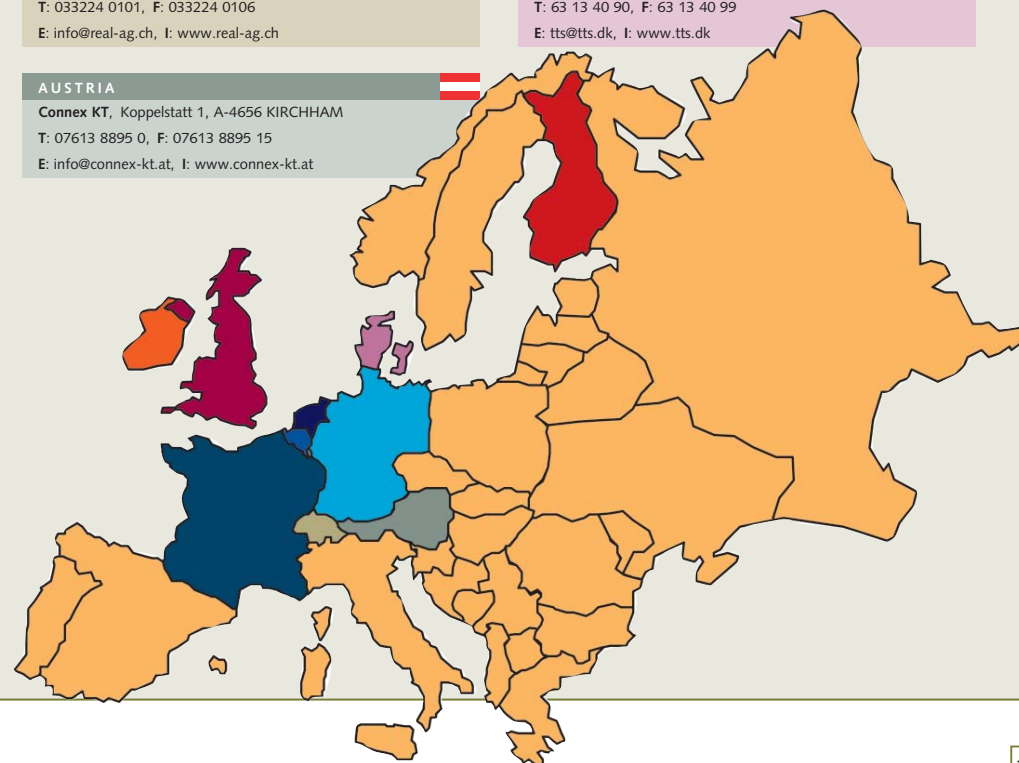 T: 033224 0101, F: 033224 0106
E: info@real-ag.ch, I: www.real-ag.ch
T: 63 13 40 90, F: 63 13 40 99
E: tts@tts.dk, I: www.tts.dk
AUSTRIA
Connex KT, Koppelstatt 1, A-4656 KIRCHHAM
T: 07613 8895 0, F: 07613 8895 15
E: info@connex-kt.at, I: www.connex-kt.at